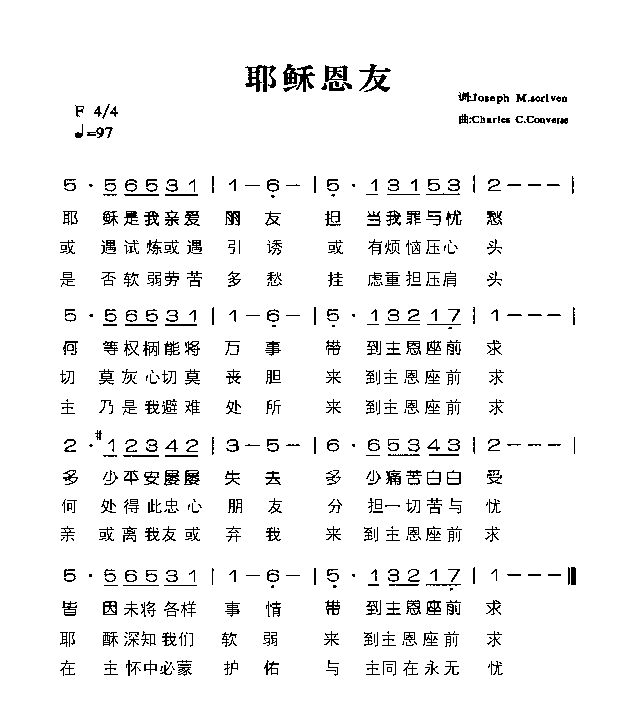 耶稣恩友
词:Joseph M.scriven
F 4/4
曲:Charles C.Converse
♩=97
5 · 5 6 5 3 1 | 1 — 6 — | 5 · 1 3 1 5 3 | 2 — — — |
耶 稣是我亲爱 朋 友 担 当我罪与忧 愁
或 遇试炼或遇 引 诱 或 有烦恼压心 头
是 否软弱劳苦 多 愁 挂 虑重担压肩 头
5 · 5 6 5 3 1 | 1 — 6 — | 5 · 1 3 2 1 7 | 1 — — — |
何 等权柄能将 万 事 带 到主恩座前 求
切 莫灰心切莫 丧 胆 来 到主恩座前 求
主 乃是我避难 处 所 来 到主恩座前 求
2 · #1 2 3 4 2 | 3 — 5 — | 6 · 6 5 3 4 3 | 2 — — — |
多 少平安屡屡 失 去 多 少痛苦白白 受
何 处得此忠心 朋 友 分 担一切苦与 忧
亲 或离我友或 弃 我 来 到主恩座前 求
5 · 5 6 5 3 1 | 1 — 6 — | 5 · 1 3 2 1 7 | 1 — — — ‖
皆 因未将各样 事 情 带 到主恩座前 求
耶 酥深知我们 软 弱 来 到主恩座前 求
在 主怀中必蒙 护 佑 与 主同在永无 忧